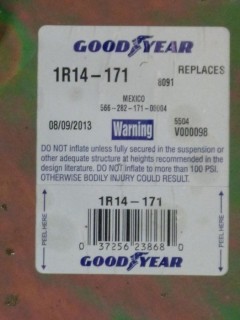 GOODYEAR
1R14-171 REPLACES
8091
MEXICO
566-282-171-00004
08/09/2013 Warning 5504
V000098
DO NOT inflate unless fully secured in the suspension or
other adequate structure at heights recommended in the
design literature. DO NOT inflate to more than 100 PSI.
OTHERWISE BODILY INJURY COULD RESULT.
1R14-171
PEEL HERE
PEEL HERE
0 37256 23868 0
GOODYEAR